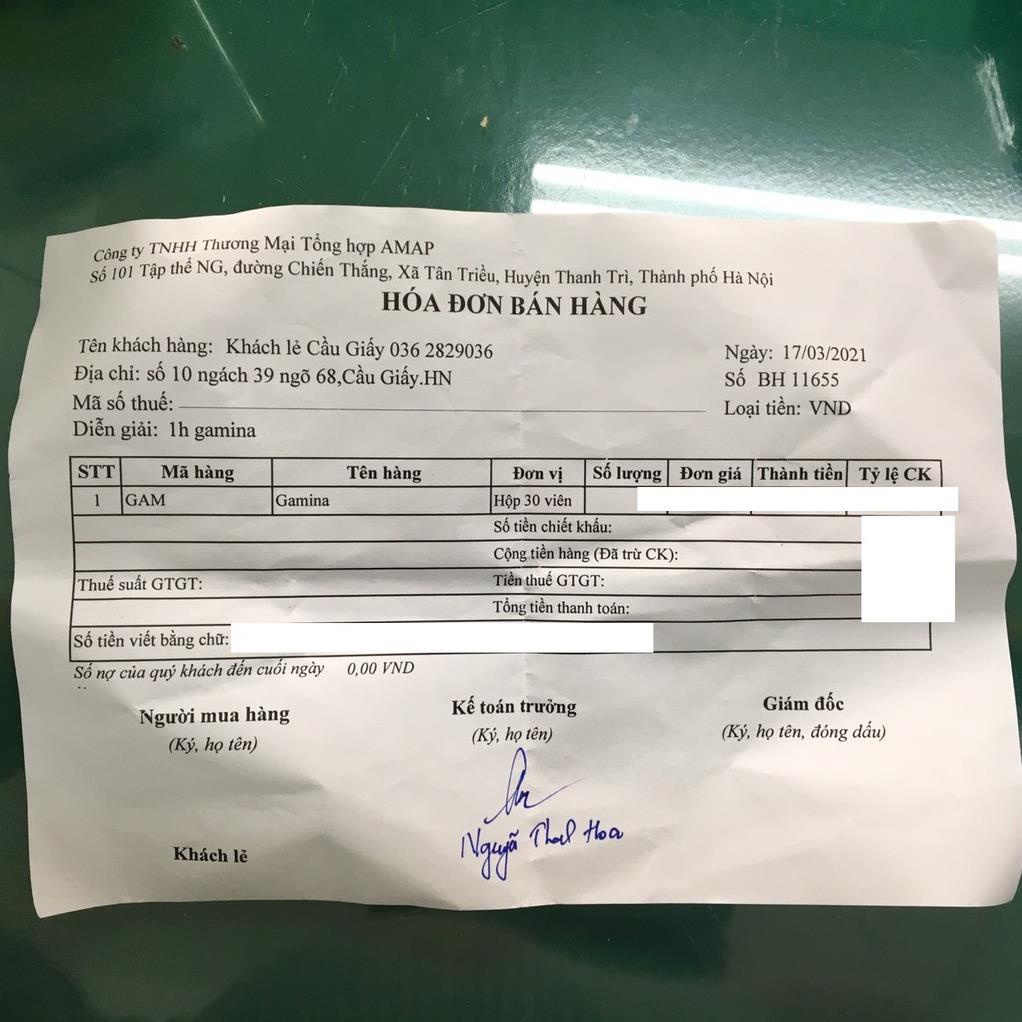 Công ty TNHH Thương Mại Tổng hợp AMAP
Số 101 Tập thể NG, đường Chiến Thắng, Xã Tân Triều, Huyện Thanh Trì, Thành phố Hà Nội
HÓA ĐƠN BÁN HÀNG
Tên khách hàng: Khách lẻ Cầu Giấy 036 2829036
Ngày: 17/03/2021
Địa chỉ: số 10 ngách 39 ngõ 68,Cầu Giấy.HN
Số BH 11655
Mã số thuế:
Loại tiền: VND
Diễn giải: 1h gamina
STT Mã hàng Tên hàng Đơn vị Số lượng Đơn giá Thành tiền Tỷ lệ CK
1 GAM Gamina Hộp 30 viên
Số tiền chiết khấu:
Cộng tiền hàng (Đã trừ CK):
Thuế suất GTGT: Tiền thuế GTGT:
Tổng tiền thanh toán:
Số tiền viết bằng chữ:
Số nợ của quý khách đến cuối ngày 0,00 VND
Người mua hàng Kế toán trưởng Giám đốc
(Ký, họ tên) (Ký, họ tên) (Ký, họ tên, đóng dấu)
Khách lẻ